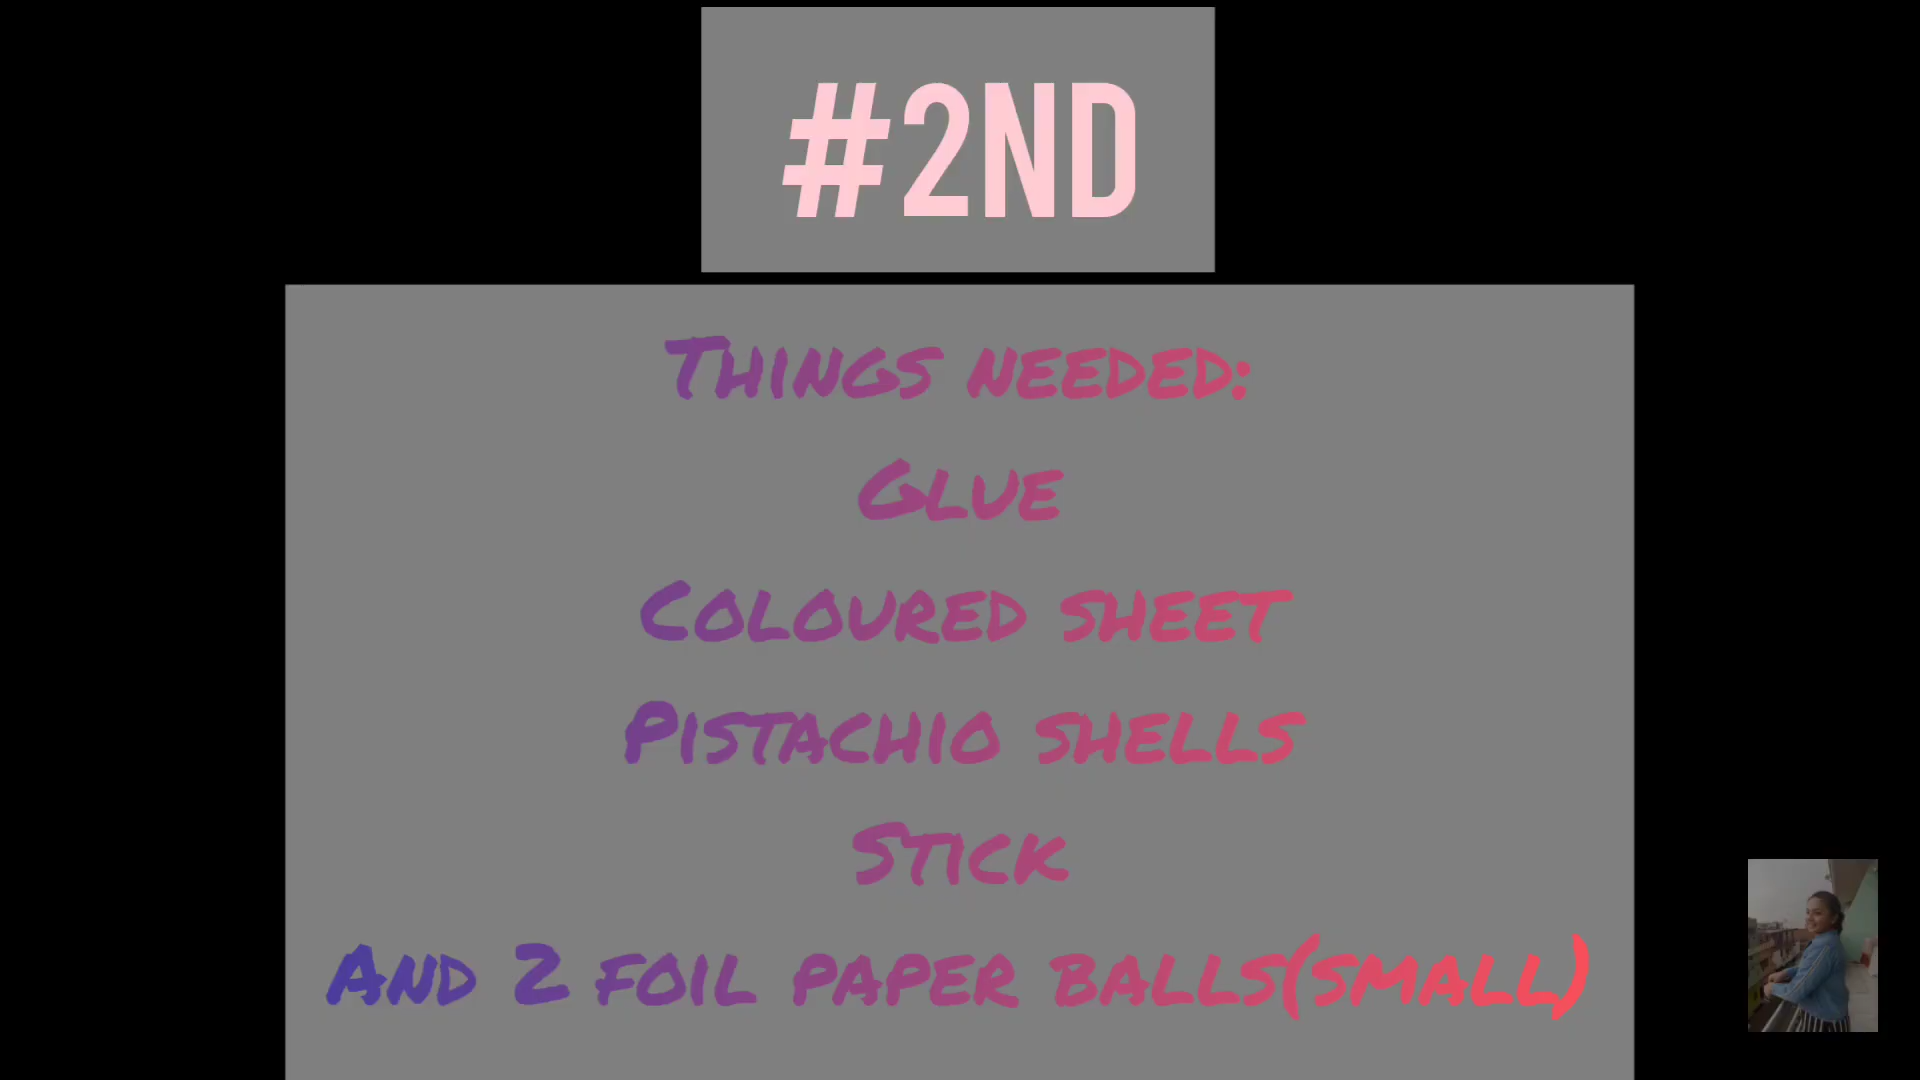 #2ND
Things needed:
Glue
Coloured sheet
Pistachio shells
Stick
And 2 foil paper balls(small)